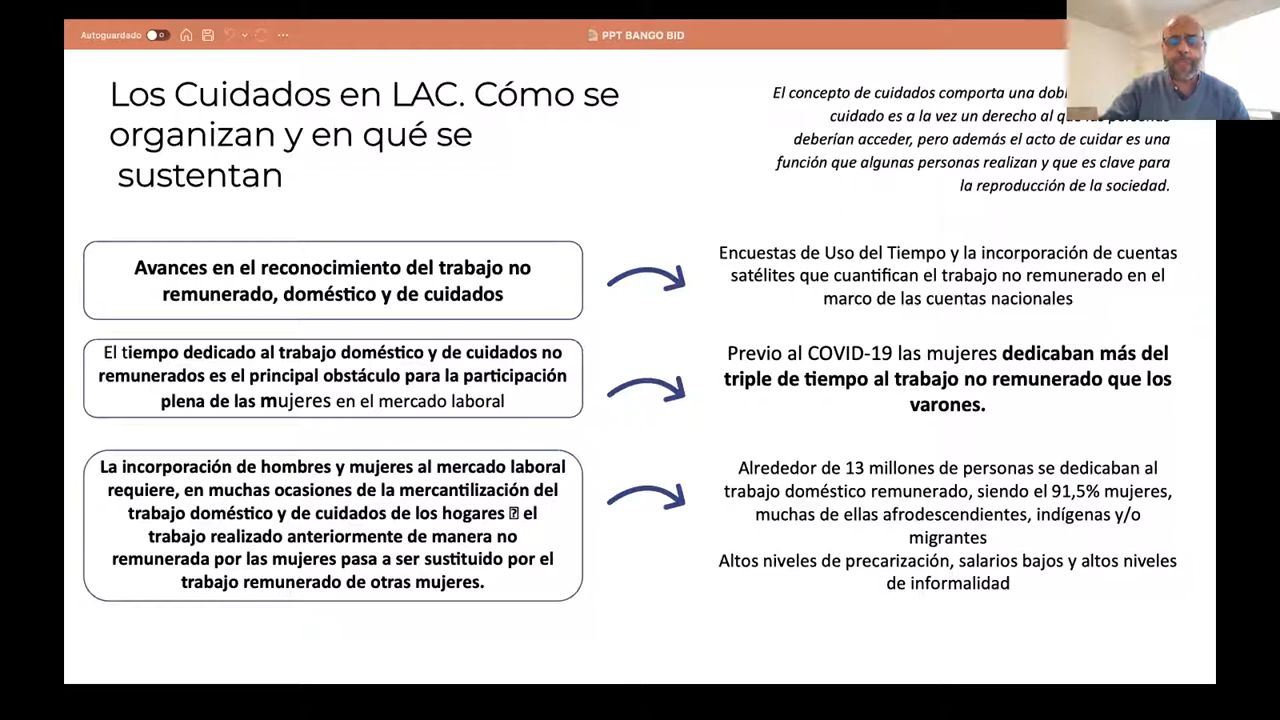 Autoguardado
PPT BANGO BID
Los Cuidados en LAC. Cómo se
organizan y en qué se
sustentan
El concepto de cuidados comporta una
cuidado es a la vez un derecho al
deberían acceder, pero además el acto de cuidar es una
función que algunas personas realizan y que es clave para
la reproducción de la sociedad.
Avances en el reconocimiento del trabajo no
remunerado, doméstico y de cuidados
Encuestas de Uso del Tiempo y la incorporación de cuentas
satélites que cuantifican el trabajo no remunerado en el
marco de las cuentas nacionales
El tiempo dedicado al trabajo doméstico y de cuidados no
remunerados es el principal obstáculo para la participación
plena de las mujeres en el mercado laboral
Previo al COVID-19 las mujeres dedicaban más del
triple de tiempo al trabajo no remunerado que los
varones.
La incorporación de hombres y mujeres al mercado laboral
requiere, en muchas ocasiones de la mercantilización del
trabajo doméstico y de cuidados de los hogares el
trabajo realizado anteriormente de manera no
remunerada por las mujeres pasa a ser sustituido por el
trabajo remunerado de otras mujeres.
Alrededor de 13 millones de personas se dedicaban al
trabajo doméstico remunerado, siendo el 91,5% mujeres,
muchas de ellas afrodescendientes, indígenas y/o
migrantes
Altos niveles de precarización, salarios bajos y altos niveles
de informalidad